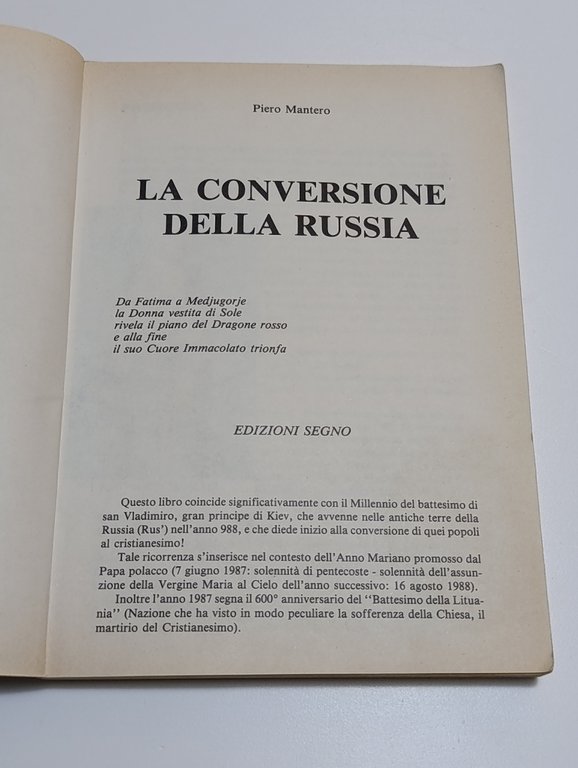 Piero Mantero
LA CONVERSIONE
DELLA RUSSIA
Da Fatima a Medjugorje
la Donna vestita di Sole
rivela il piano del Dragone rosso
e alla fine
il suo Cuore Immacolato trionfa
EDIZIONI SEGNO
Questo libro coincide significativamente con il Millennio del battesimo di
san Vladimiro, gran principe di Kiev, che avvenne nelle antiche terre della
Russia (Rus') nell'anno 988, e che diede inizio alla conversione di quei popoli
al cristianesimo!
Tale ricorrenza s'inserisce nel contesto dell'Anno Mariano promosso dal
Papa polacco (7 giugno 1987: solennità di pentecoste - solennità dell'assun-
zione della Vergine Maria al Cielo dell'anno successivo: 16 agosto 1988).
Inoltre l'anno 1987 segna il 600° anniversario del "Battesimo della Litua-
nia" (Nazione che ha visto in modo peculiare la sofferenza della Chiesa, il
martirio del Cristianesimo).